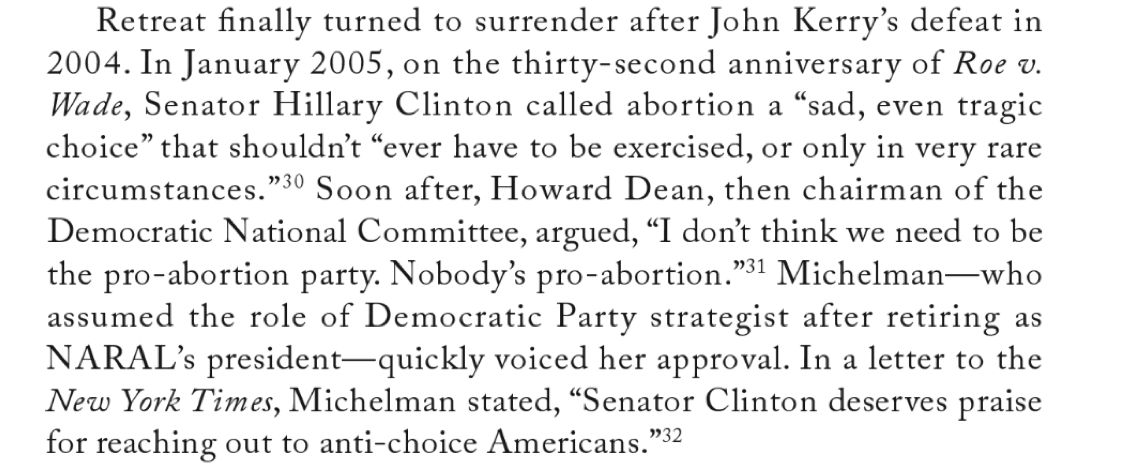 Retreat finally turned to surrender after John Kerry’s defeat in
2004. In January 2005, on the thirty-second anniversary of Roe v.
Wade, Senator Hillary Clinton called abortion a “sad, even tragic
choice” that shouldn’t “ever have to be exercised, or only in very rare
circumstances.”30 Soon after, Howard Dean, then chairman of the
Democratic National Committee, argued, “I don’t think we need to be
the pro-abortion party. Nobody’s pro-abortion.”31 Michelman—who
assumed the role of Democratic Party strategist after retiring as
NARAL’s president—quickly voiced her approval. In a letter to the
New York Times, Michelman stated, “Senator Clinton deserves praise
for reaching out to anti-choice Americans.”32